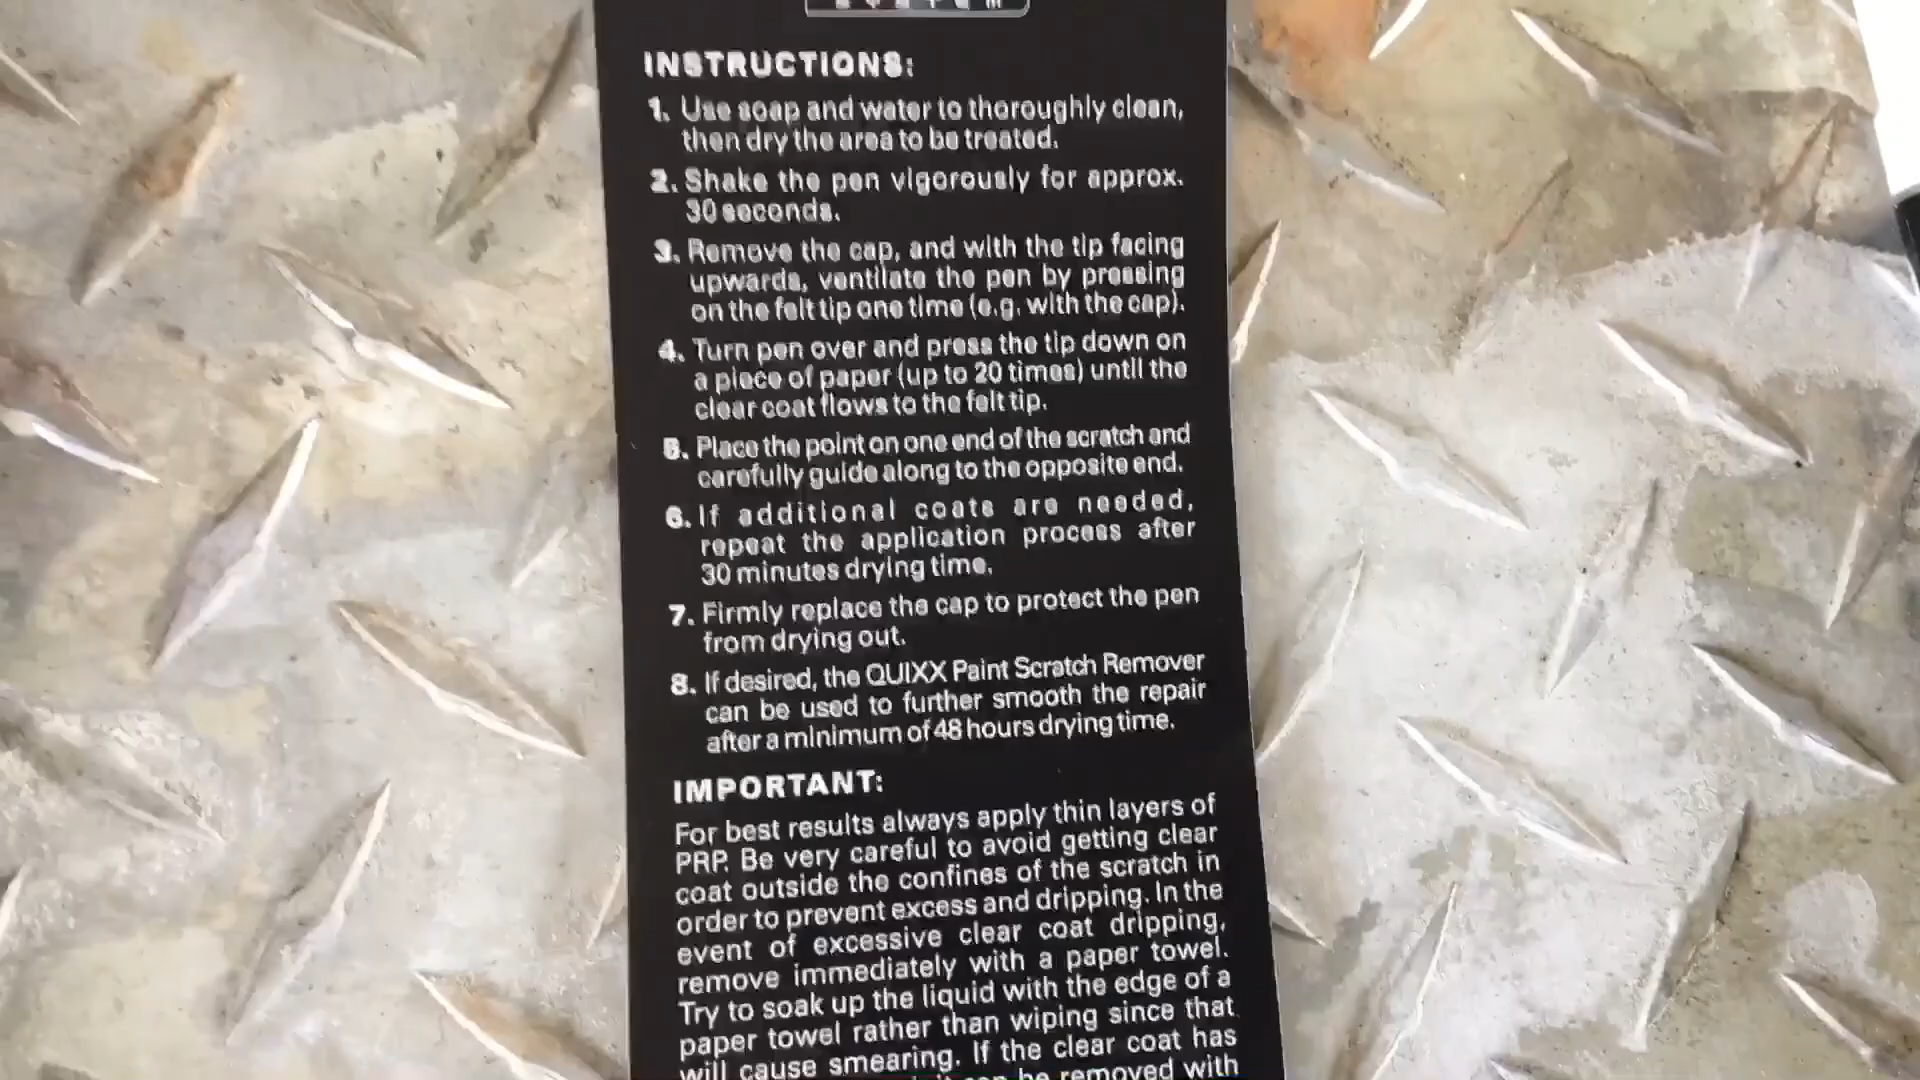 INSTRUCTIONS:
1. Use soap and water to thoroughly clean,
then dry the area to be treated.
2. Shake the pen vigorously for approx.
30 seconds.
3. Remove the cap, and with the tip facing
upwards, ventilate the pen by pressing
on the felt tip one time (e.g. with the cap).
4. Turn pen over and press the tip down on
a piece of paper (up to 20 times) until the
clear coat flows to the felt tip.
5. Place the point on one end of the scratch and
carefully guide along to the opposite end.
6. If additional coats are needed,
repeat the application process after
30 minutes drying time.
7. Firmly replace the cap to protect the pen
from drying out.
8. If desired, the QUIXX Paint Scratch Remover
can be used to further smooth the repair
after a minimum of 48 hours drying time.
IMPORTANT:
For best results always apply thin layers of
PRP. Be very careful to avoid getting clear
coat outside the confines of the scratch in
order to prevent excess and dripping. In the
event of excessive clear coat dripping,
remove immediately with a paper towel.
Try to soak up the liquid with the edge of a
paper towel rather than wiping since that
will cause smearing. If the clear coat has
it can be removed with